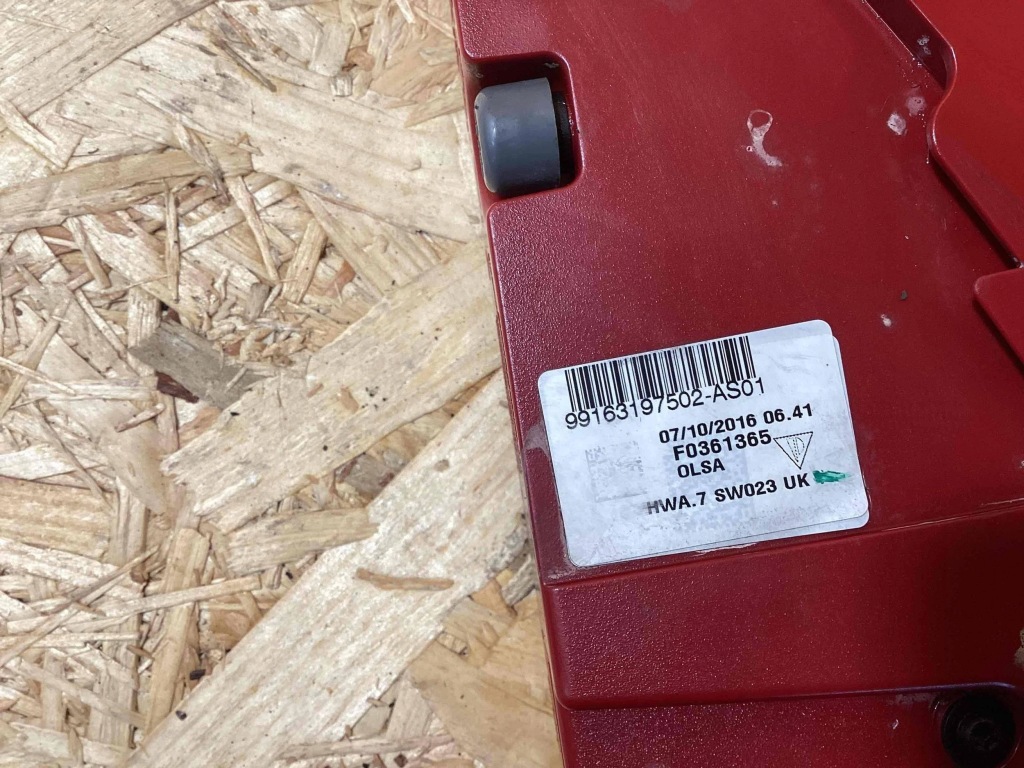 99163197502-AS01
07/10/2016 06.41
F0361365
OLSA
HWA.7 SW023 UK